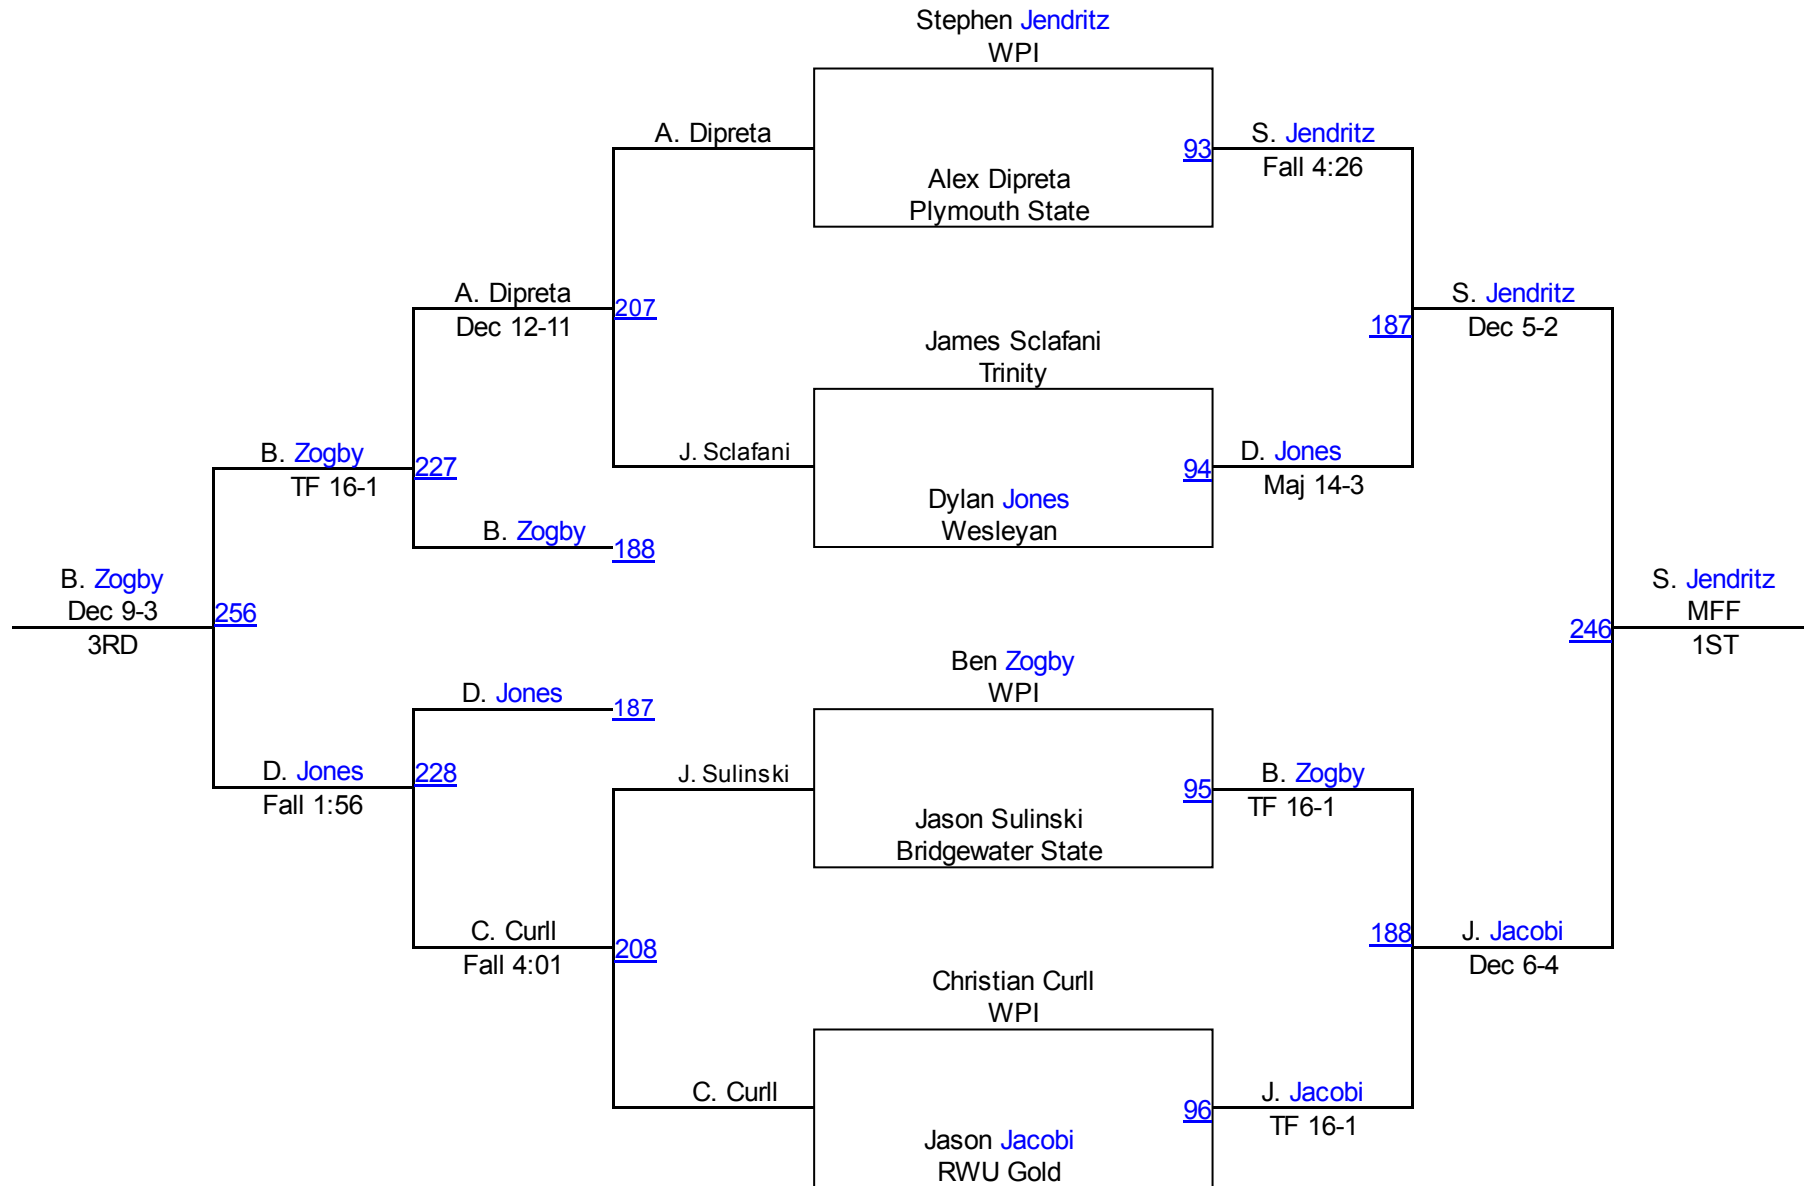 Stephen Jendritz
WPI
A. Dipreta
93
S. Jendritz
Fall 4:26
Alex Dipreta
Plymouth State
A. Dipreta
Dec 12-11
207
S. Jendritz
Dec 5-2
187
James Sclafani
Trinity
B. Zogby
TF 16-1
227
J. Sclafani
94
D. Jones
Maj 14-3
Dylan Jones
Wesleyan
B. Zogby
188
B. Zogby
Dec 9-3
3RD
256
S. Jendritz
MFF
1ST
246
Ben Zogby
WPI
D. Jones
187
D. Jones
Fall 1:56
228
J. Sulinski
95
B. Zogby
TF 16-1
Jason Sulinski
Bridgewater State
C. Curll
Fall 4:01
208
188
J. Jacobi
Dec 6-4
Christian Curll
WPI
C. Curll
96
J. Jacobi
TF 16-1
Jason Jacobi
RWU Gold